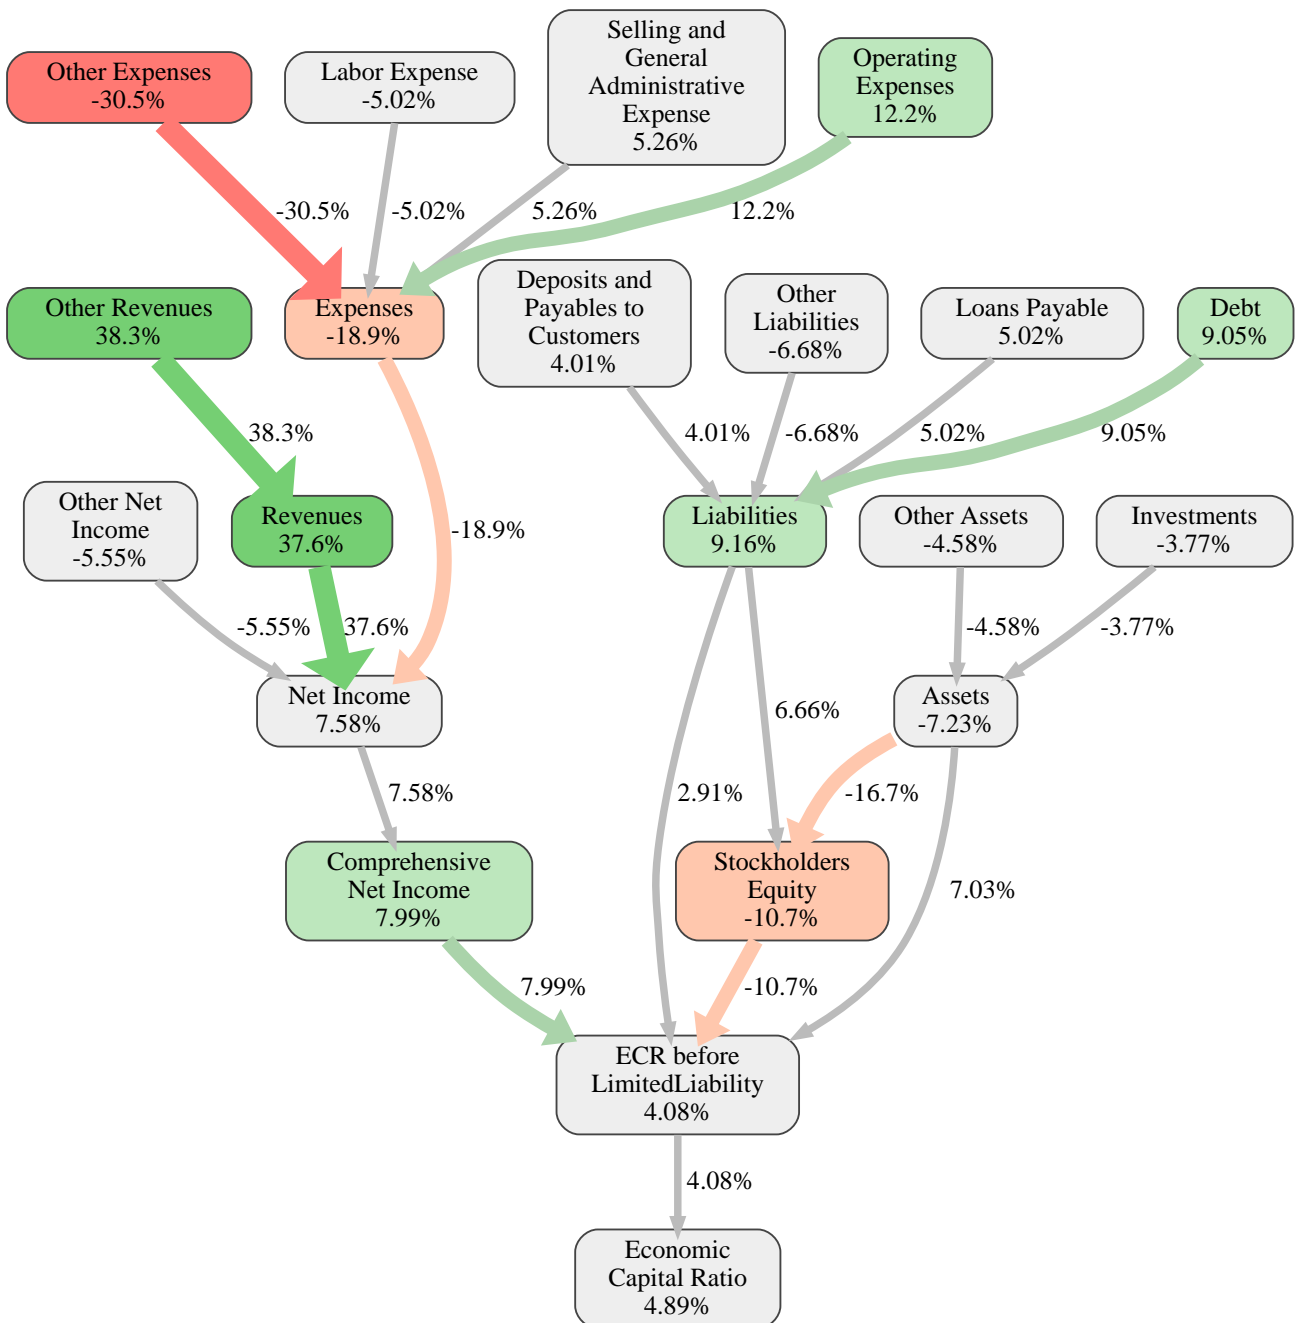 Other Expenses
-30.5%
Labor Expense
-5.02%
Selling and
General
Administrative
Expense
5.26%
Operating
Expenses
12.2%
-30.5%
-5.02%
5.26%
12.2%
Other Revenues
38.3%
Expenses
-18.9%
Deposits and
Payables to
Customers
4.01%
Other
Liabilities
-6.68%
Loans Payable
5.02%
Debt
9.05%
38.3%
4.01%
-6.68%
5.02%
9.05%
Other Net
Income
-5.55%
Revenues
37.6%
-18.9%
Liabilities
9.16%
Other Assets
-4.58%
Investments
-3.77%
-5.55%
37.6%
-4.58%
-3.77%
Net Income
7.58%
6.66%
Assets
-7.23%
7.58%
2.91%
-16.7%
Comprehensive
Net Income
7.99%
Stockholders
Equity
-10.7%
7.03%
7.99%
-10.7%
ECR before
LimitedLiability
4.08%
4.08%
Economic
Capital Ratio
4.89%